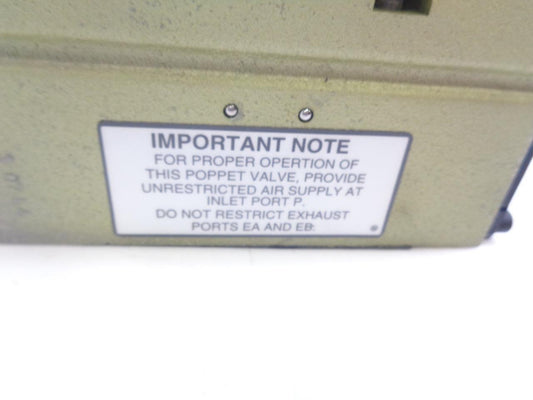 IMPORTANT NOTE
FOR PROPER OPERTION OF
THIS POPPET VALVE, PROVIDE
UNRESTRICTED AIR SUPPLY AT
INLET PORT P.
DO NOT RESTRICT EXHAUST
PORTS EA AND EB.